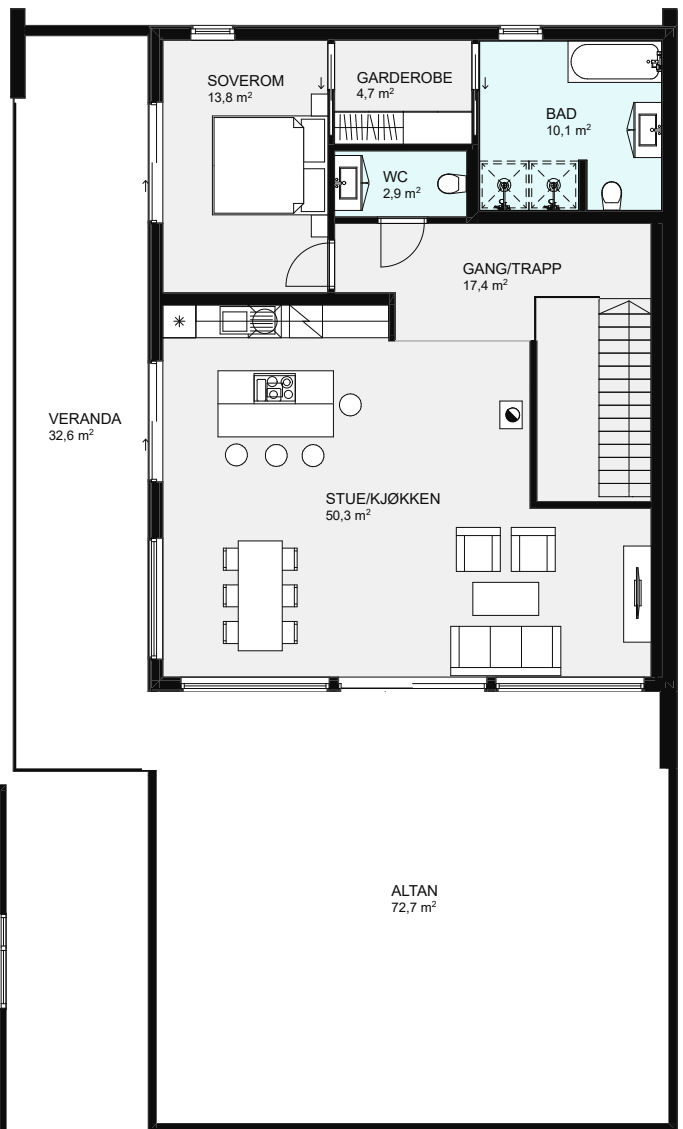 SOVEROM
13,8 m²
GARDEROBE
4,7 m²
BAD
10,1 m²
WC
2,9 m²
GANG/TRAPP
17,4 m²
VERANDA
32,6 m²
STUE/KJØKKEN
50,3 m²
ALTAN
72,7 m²